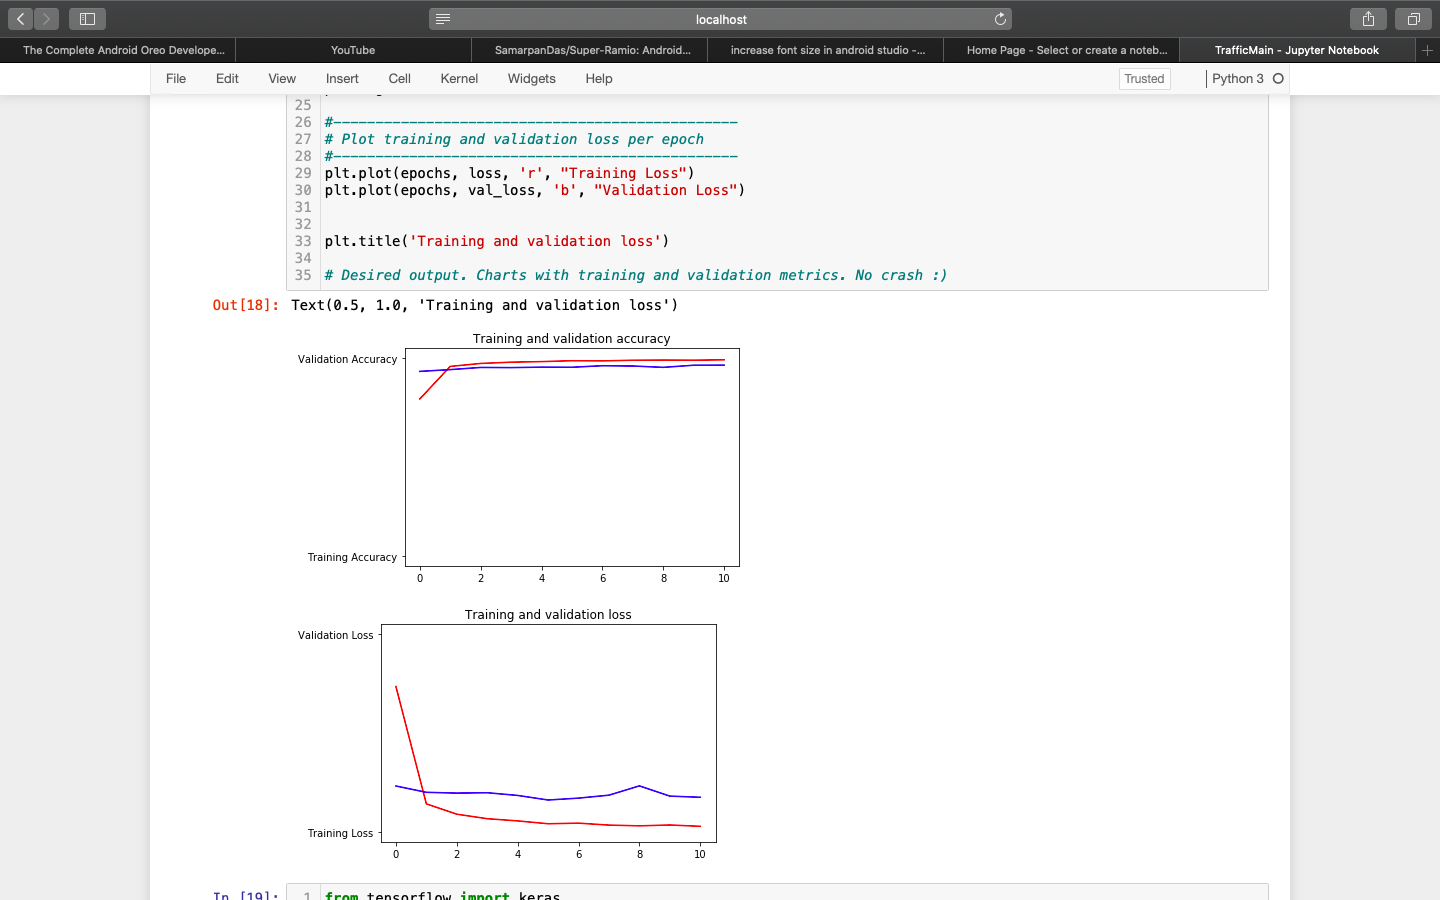 localhost
The Complete Android Oreo Develope...
YouTube
SamarpanDas/Super-Ramio: Android...
increase font size in android studio -...
Home Page - Select or create a noteb...
TrafficMain - Jupyter Notebook
File Edit View Insert Cell Kernel Widgets Help
Trusted
Python 3
25
26 #------------------------------------------------
27 # Plot training and validation loss per epoch
28 #------------------------------------------------
29 plt.plot(epochs, loss, 'r', "Training Loss")
30 plt.plot(epochs, val_loss, 'b', "Validation Loss")
31
32
33 plt.title('Training and validation loss')
34
35 # Desired output. Charts with training and validation metrics. No crash :)
Out[18]: Text(0.5, 1.0, 'Training and validation loss')
Training and validation accuracy
Validation Accuracy
Training Accuracy
0 2 4 6 8 10
Training and validation loss
Validation Loss
Training Loss
0 2 4 6 8 10
In [19]: 1 from tensorflow import keras